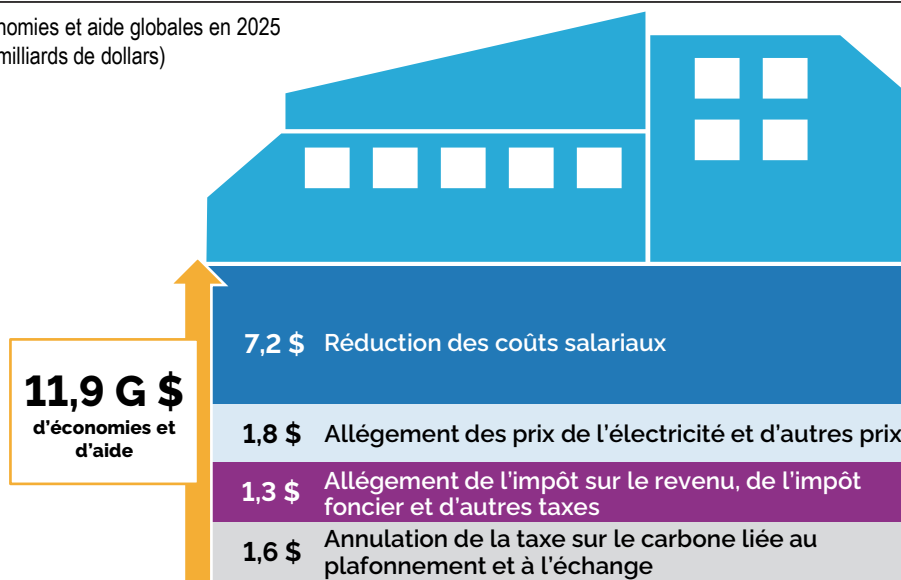 nomies et aide globales en 2025
milliards de dollars)
7,2 $ Réduction des coûts salariaux
11,9 G $
d'économies et
d'aide
1,8 $ Allégement des prix de l'électricité et d'autres prix
1,3 $ Allégement de l'impôt sur le revenu, de l'impôt
foncier et d'autres taxes
1,6 $ Annulation de la taxe sur le carbone liée au
plafonnement et à l'échange